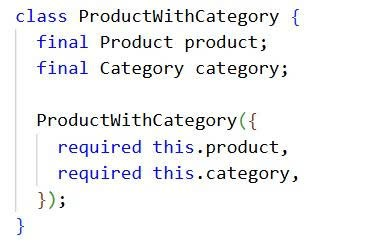 class ProductWithCategory {
  final Product product;
  final Category category;

  ProductWithCategory({
    required this.product,
    required this.category,
  });
}